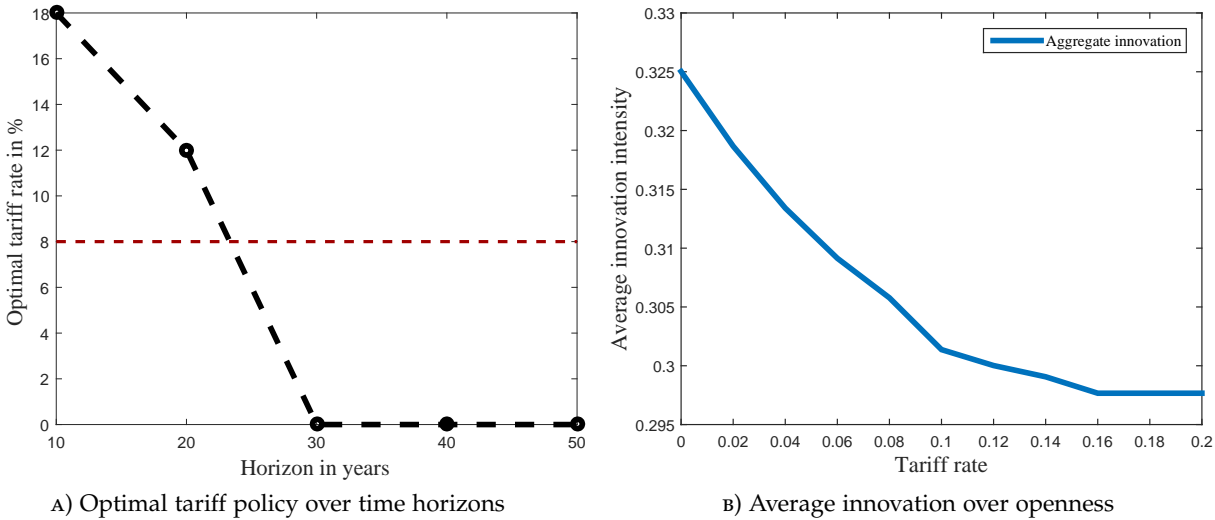 18
16
14
12
10
8
6
4
2
0
Optimal tariff rate in %
10 20 30 40 50
Horizon in years
A) Optimal tariff policy over time horizons
0.33
0.325
0.32
0.315
0.31
0.305
0.3
0.295
Average innovation intensity
Aggregate innovation
0 0.02 0.04 0.06 0.08 0.1 0.12 0.14 0.16 0.18 0.2
Tariff rate
B) Average innovation over openness